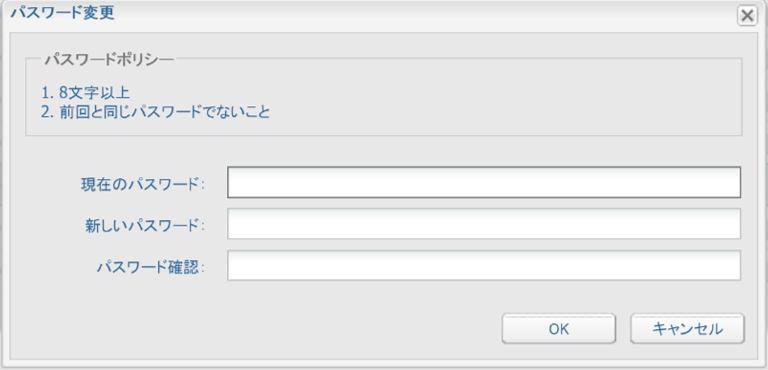 パスワード変更
パスワードポリシー
1. 8文字以上
2. 前回と同じパスワードでないこと
現在のパスワード:
新しいパスワード:
パスワード確認:
OK キャンセル